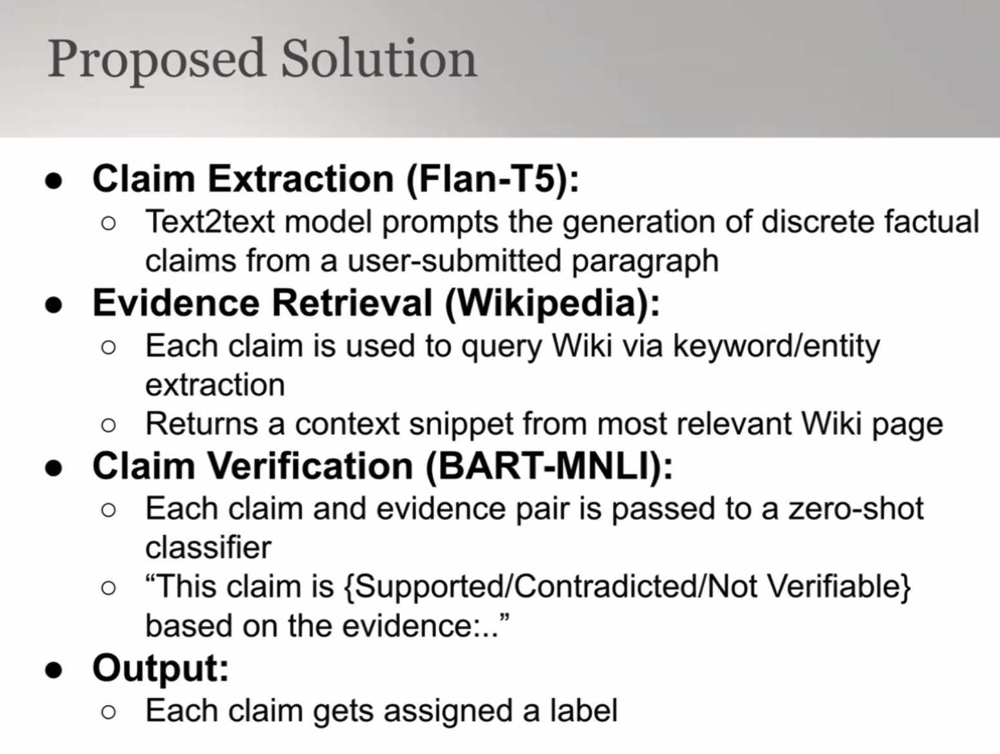 Proposed Solution
● Claim Extraction (Flan-T5):
○ Text2text model prompts the generation of discrete factual
claims from a user-submitted paragraph
● Evidence Retrieval (Wikipedia):
○ Each claim is used to query Wiki via keyword/entity
extraction
○ Returns a context snippet from most relevant Wiki page
● Claim Verification (BART-MNLI):
○ Each claim and evidence pair is passed to a zero-shot
classifier
○ “This claim is {Supported/Contradicted/Not Verifiable}
based on the evidence:..”
● Output:
○ Each claim gets assigned a label